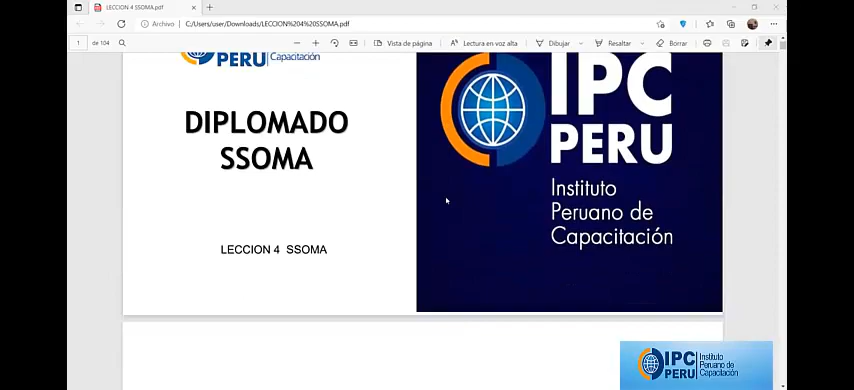 LECCION 4 SSOMA.pdf
Archivo
C:/Users/user/Downloads/LECCION%204%20SSOMA.pdf
1 de 104
Vista de página
Lectura en voz alta
Dibujar
Resaltar
Borrar
PERU Capacitación
DIPLOMADO
SSOMA
LECCION 4 SSOMA
IPC
PERU
Instituto
Peruano de
Capacitación
IPC
PERU
Instituto
Peruano de
Capacitación